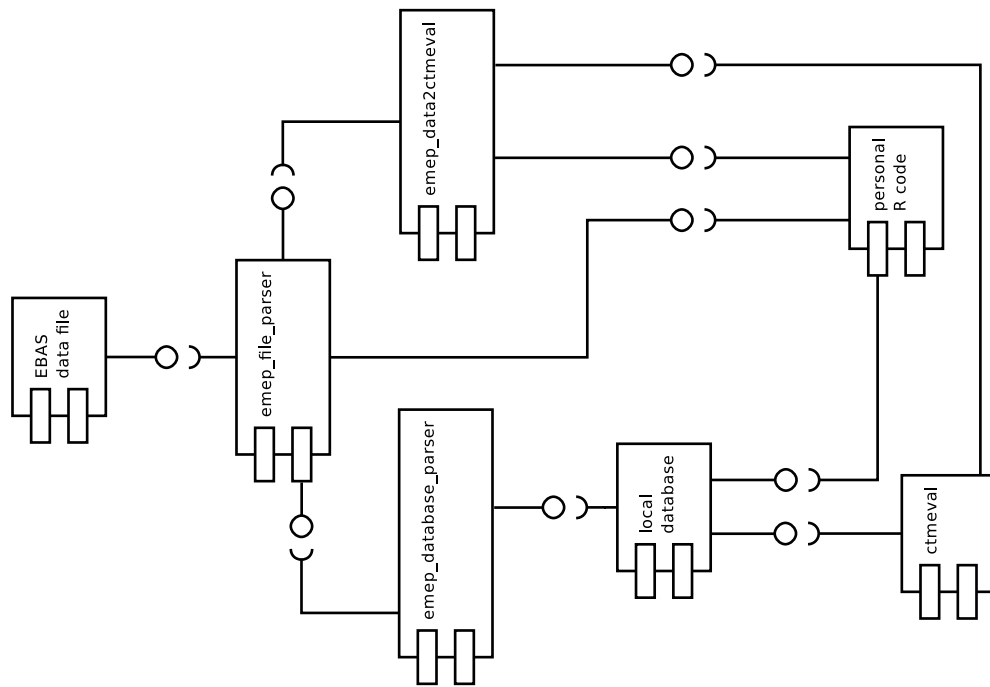 emep_data2ctmeval
personal
R code
EBAS
data file
emep_file_parser
emep_database_parser
local
database
ctmeval